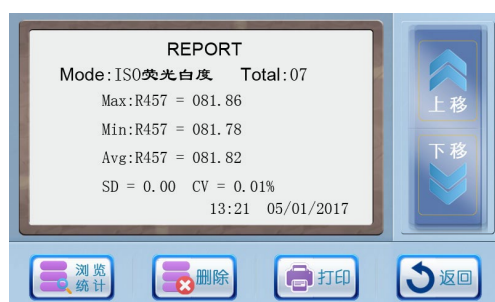 REPORT
Mode:ISO荧光白度 Total:07
Max:R457 = 081.86
Min:R457 = 081.78
Avg:R457 = 081.82
SD = 0.00 CV = 0.01%
13:21 05/01/2017
上移
下移
浏览
统计
删除
打印
返回